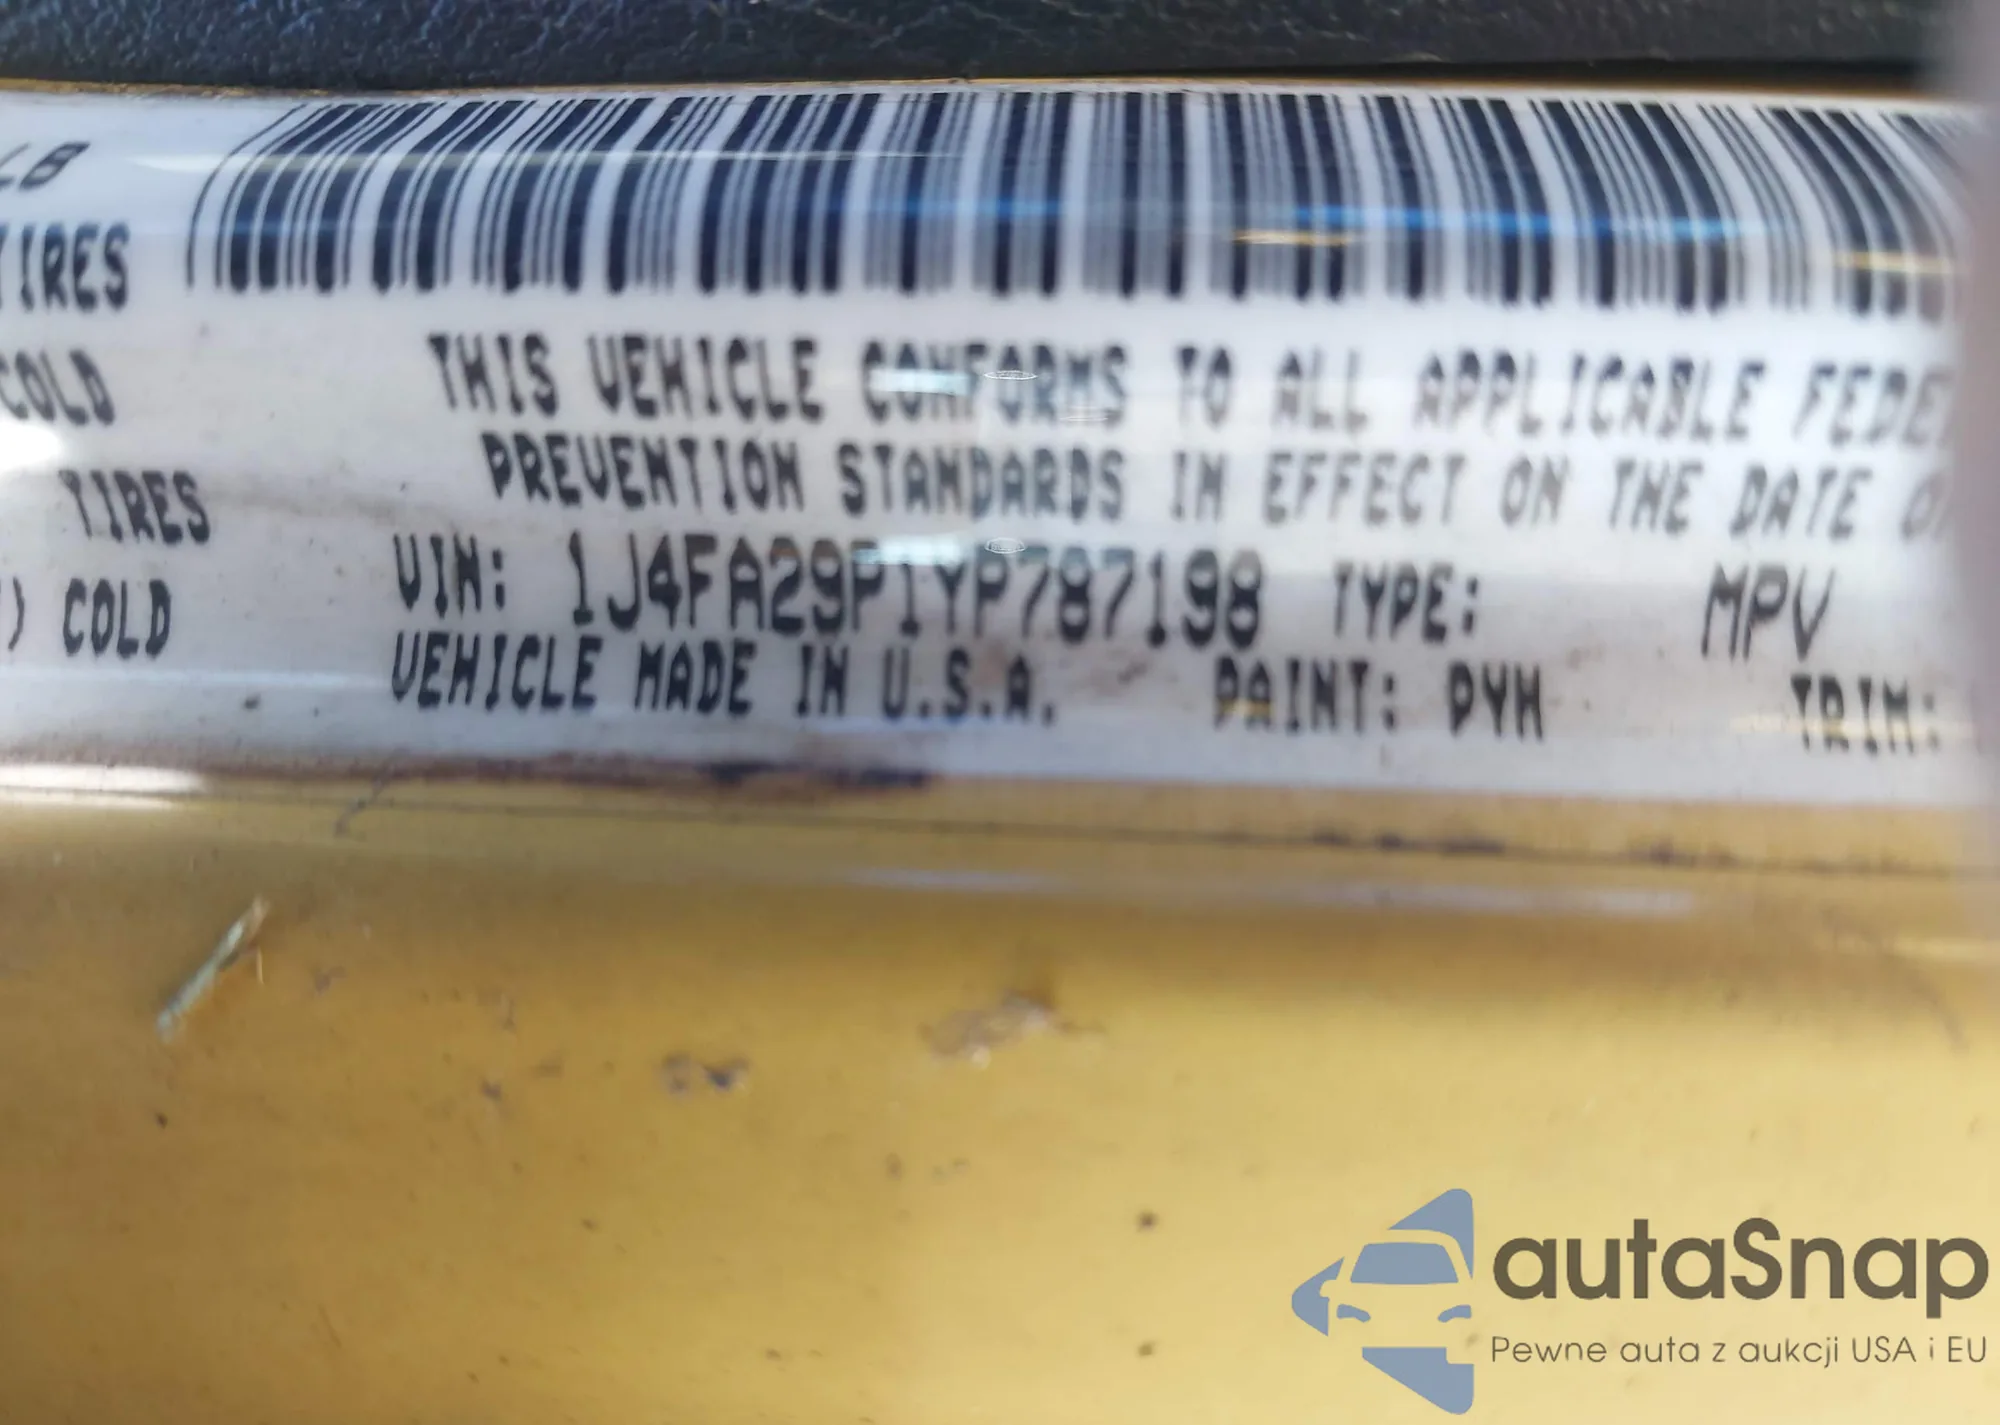 LB
TIRES
COLD
TIRES
) COLD
THIS VEHICLE CONFORMS TO ALL APPLICABLE FEDE
PREVENTION STANDARDS IN EFFECT ON THE DATE O
VIN: 1J4FA29P1YP787198 TYPE: MPV
VEHICLE MADE IN U.S.A. PAINT: PYH TRIM:
autaSnap
Pewne auta z aukcji USA i EU